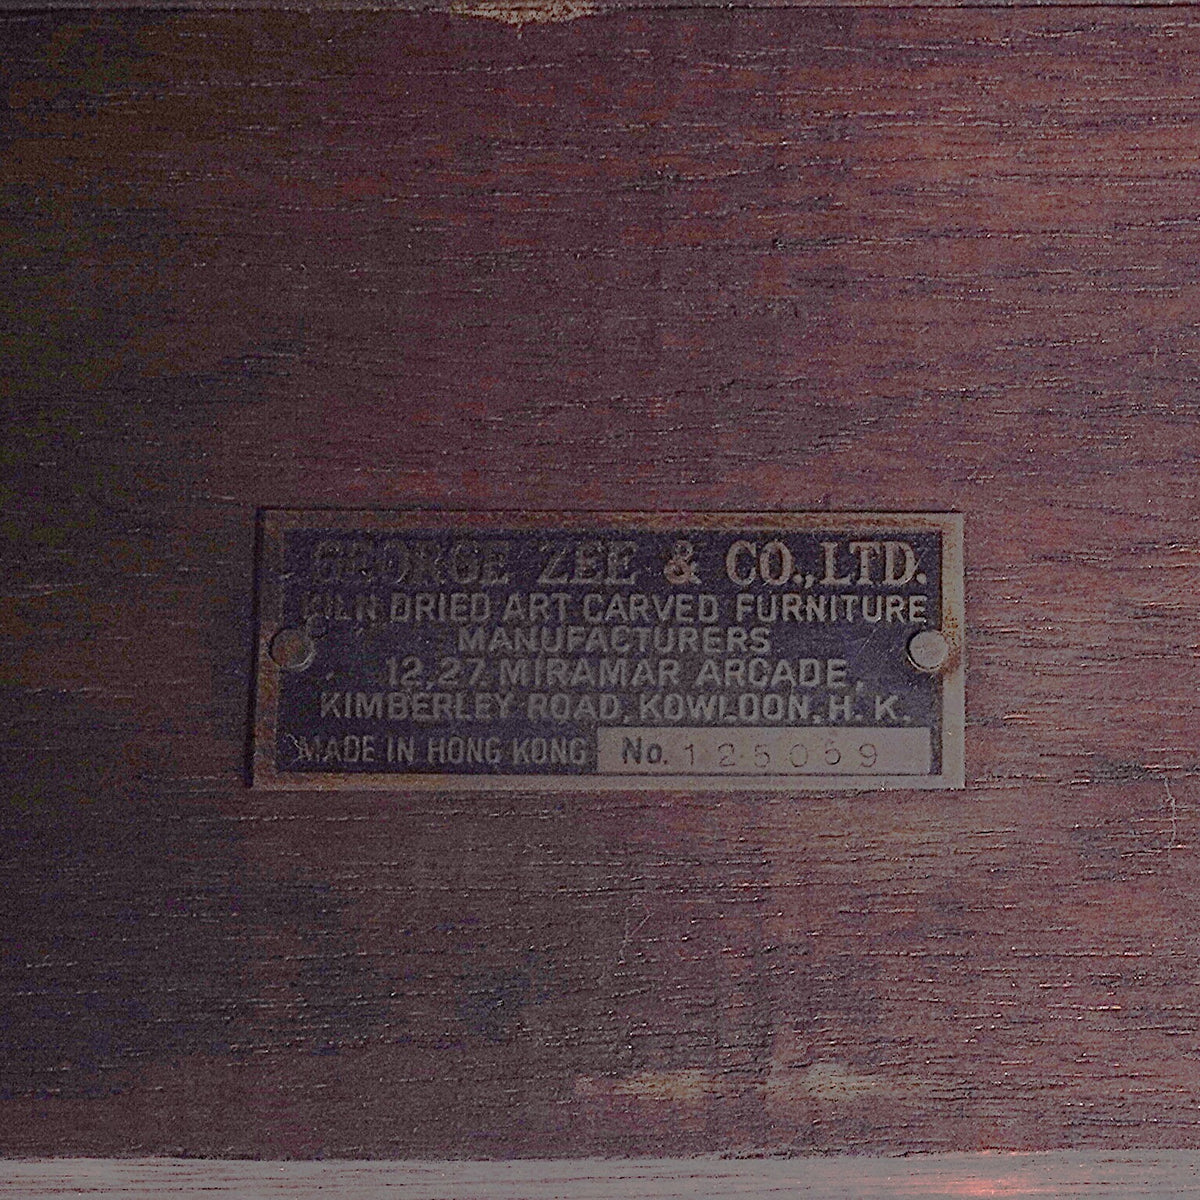 GEORGE ZEE & CO., LTD.
KILN DRIED ART CARVED FURNITURE
MANUFACTURERS
12,27 MIRAMAR ARCADE,
KIMBERLEY ROAD, KOWLOON, H. K.
MADE IN HONG KONG No. 125059